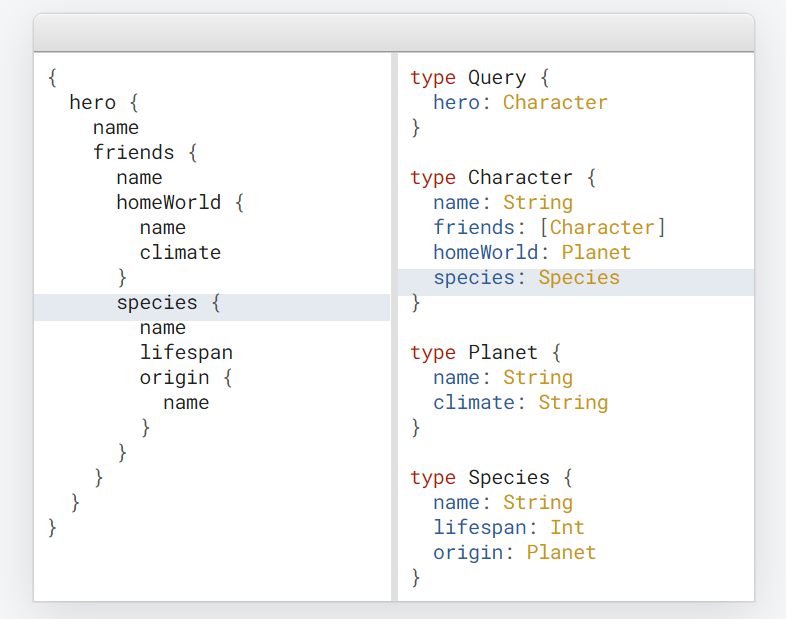 {
  hero {
    name
    friends {
      name
      homeWorld {
        name
        climate
      }
      species {
        name
        lifespan
        origin {
          name
        }
      }
    }
  }
}
type Query {
  hero: Character
}

type Character {
  name: String
  friends: [Character]
  homeWorld: Planet
  species: Species
}

type Planet {
  name: String
  climate: String
}

type Species {
  name: String
  lifespan: Int
  origin: Planet
}